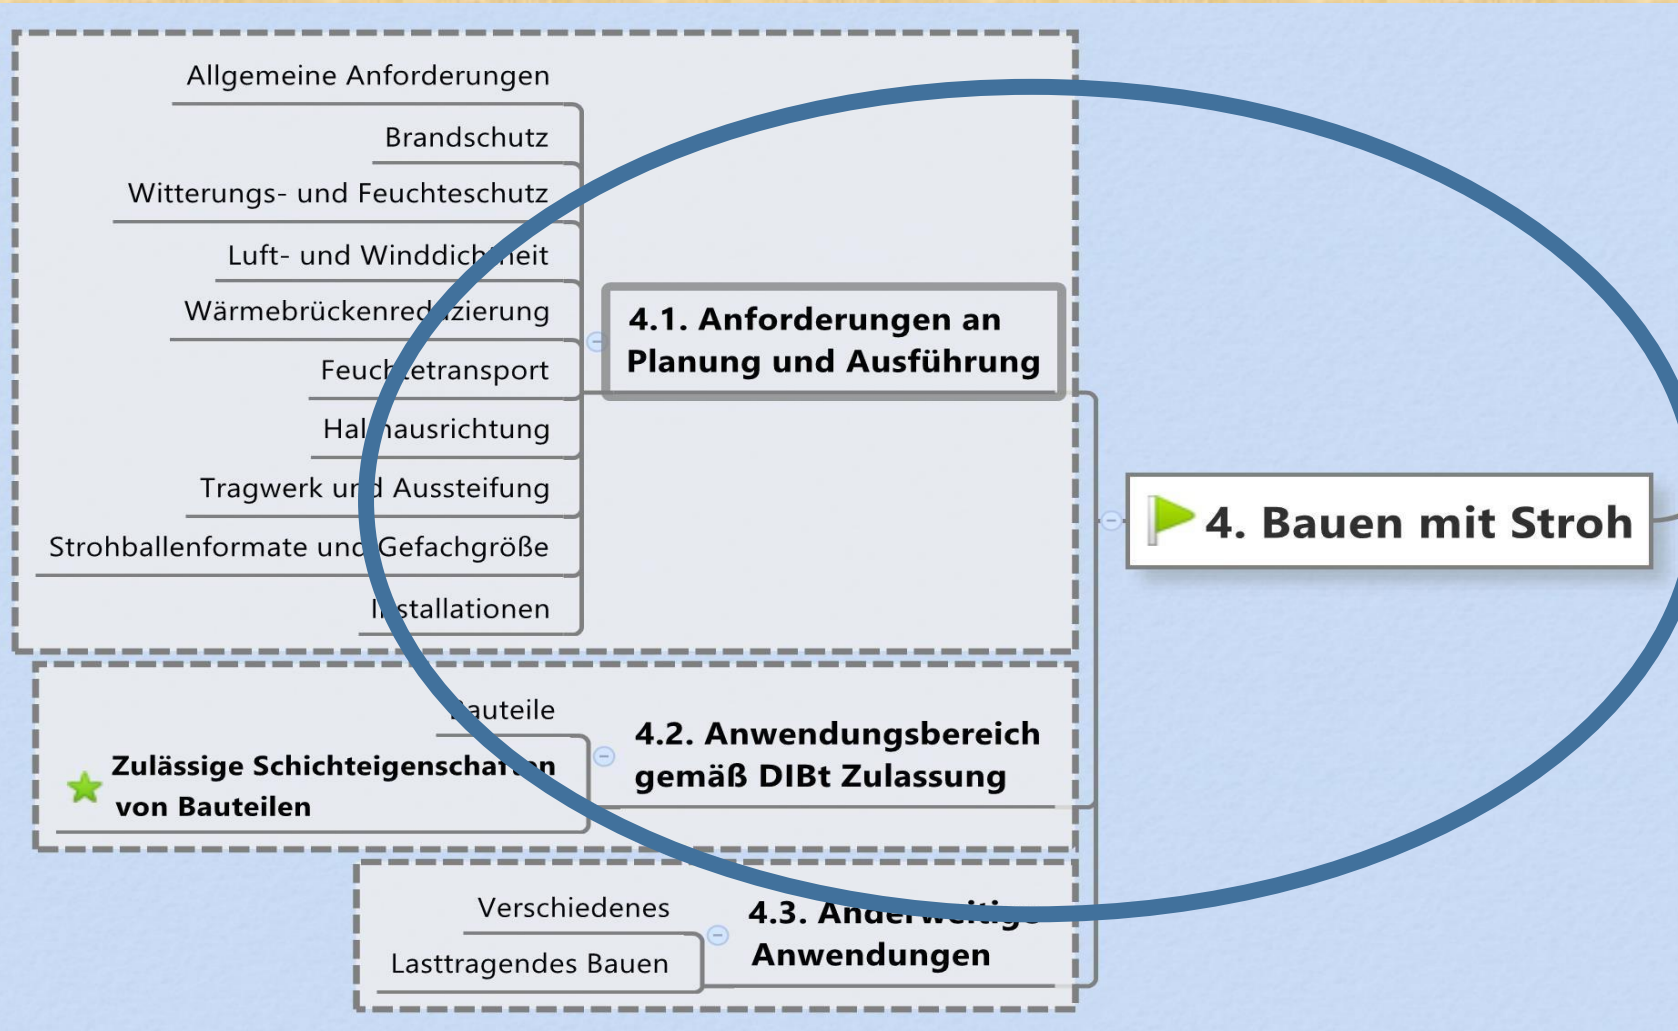 Allgemeine Anforderungen
Brandschutz
Witterungs- und Feuchteschutz
Luft- und Winddichtheit
Wärmebrückenreduzierung
Feuchtetransport
Halmausrichtung
Tragwerk und Aussteifung
Strohballenformate und Gefachgröße
Installationen
4.1. Anforderungen an
Planung und Ausführung
4. Bauen mit Stroh
Bauteile
Zulässige Schichteigenschaften
von Bauteilen
4.2. Anwendungsbereich
gemäß DIBt Zulassung
Verschiedenes
Lasttragendes Bauen
4.3. Anderweitige
Anwendungen